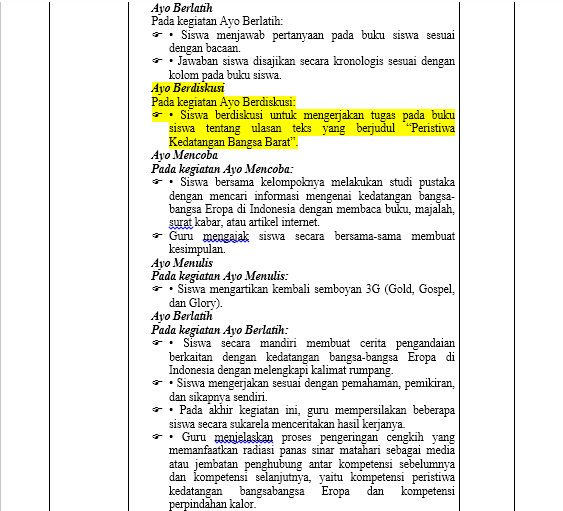 Ayo Berlatih
Pada kegiatan Ayo Berlatih:
☞ • Siswa menjawab pertanyaan pada buku siswa sesuai
dengan bacaan.
☞ • Jawaban siswa disajikan secara kronologis sesuai dengan
kolom pada buku siswa.
Ayo Berdiskusi
Pada kegiatan Ayo Berdiskusi:
☞ • Siswa berdiskusi untuk mengerjakan tugas pada buku
siswa tentang ulasan teks yang berjudul “Peristiwa
Kedatangan Bangsa Barat”.
Ayo Mencoba
Pada kegiatan Ayo Mencoba:
☞ • Siswa bersama kelompoknya melakukan studi pustaka
dengan mencari informasi mengenai kedatangan bangsa-
bangsa Eropa di Indonesia dengan membaca buku, majalah,
surat kabar, atau artikel internet.
☞ Guru mengajak siswa secara bersama-sama membuat
kesimpulan.
Ayo Menulis
Pada kegiatan Ayo Menulis:
☞ • Siswa mengartikan kembali semboyan 3G (Gold, Gospel,
dan Glory).
Ayo Berlatih
Pada kegiatan Ayo Berlatih:
☞ • Siswa secara mandiri membuat cerita pengandaian
berkaitan dengan kedatangan bangsa-bangsa Eropa di
Indonesia dengan melengkapi kalimat rumpang.
☞ • Siswa mengerjakan sesuai dengan pemahaman, pemikiran,
dan sikapnya sendiri.
☞ • Pada akhir kegiatan ini, guru mempersilakan beberapa
siswa secara sukarela menceritakan hasil kerjanya.
☞ • Guru menjelaskan proses pengeringan cengkih yang
memanfaatkan radiasi panas sinar matahari sebagai media
atau jembatan penghubung antar kompetensi sebelumnya
dan kompetensi selanjutnya, yaitu kompetensi peristiwa
kedatangan bangsabangsa Eropa dan kompetensi
perpindahan kalor.